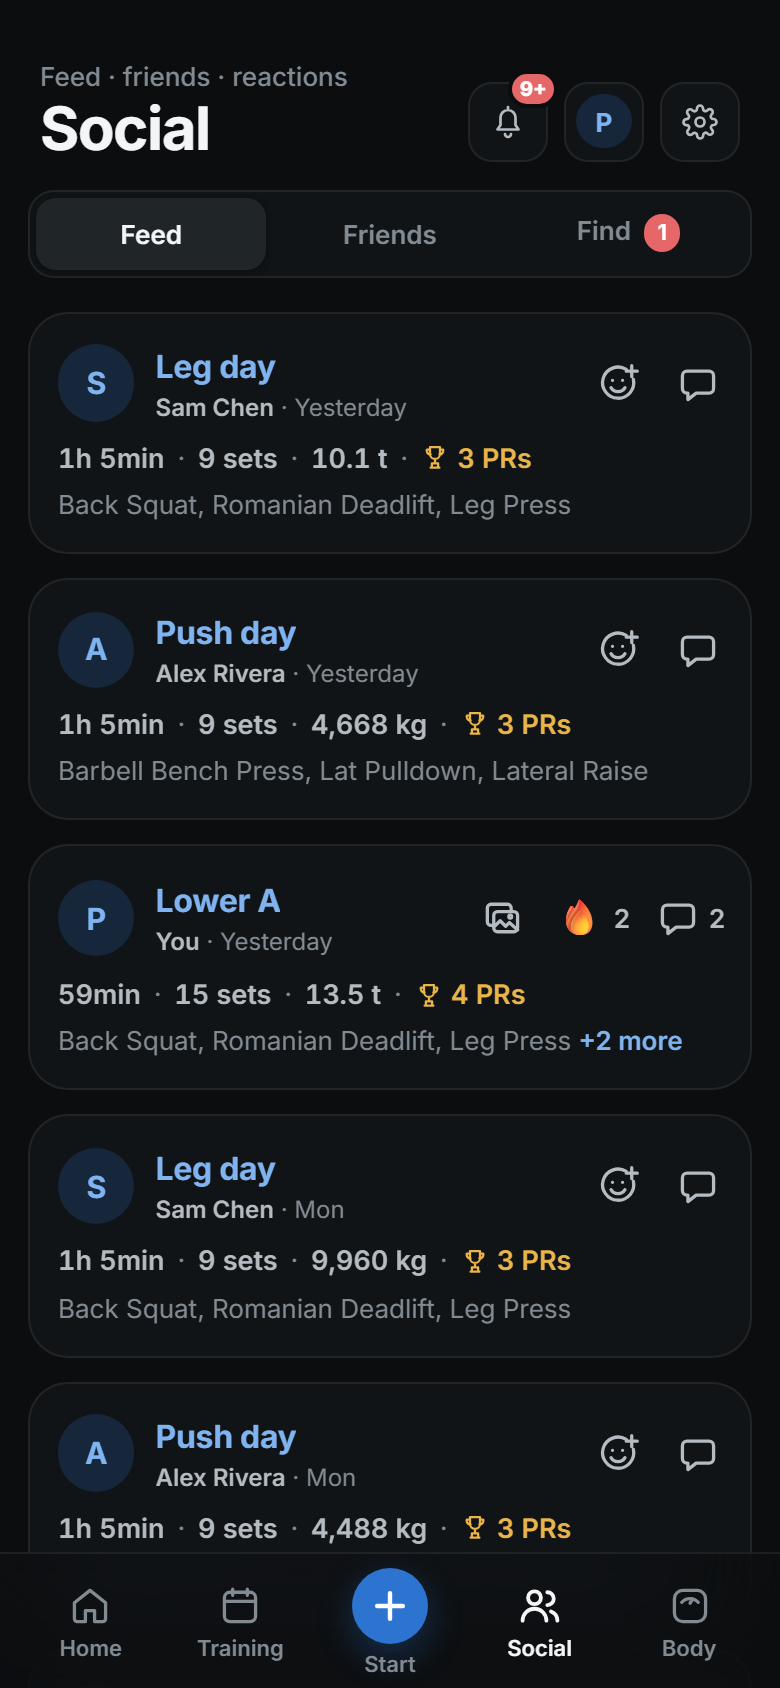 Feed · friends · reactions
Social
9+
P
Feed
Friends
Find 1
S
Leg day
Sam Chen · Yesterday
1h 5min · 9 sets · 10.1 t · 3 PRs
Back Squat, Romanian Deadlift, Leg Press
A
Push day
Alex Rivera · Yesterday
1h 5min · 9 sets · 4,668 kg · 3 PRs
Barbell Bench Press, Lat Pulldown, Lateral Raise
P
Lower A
You · Yesterday
2
2
59min · 15 sets · 13.5 t · 4 PRs
Back Squat, Romanian Deadlift, Leg Press +2 more
S
Leg day
Sam Chen · Mon
1h 5min · 9 sets · 9,960 kg · 3 PRs
Back Squat, Romanian Deadlift, Leg Press
A
Push day
Alex Rivera · Mon
1h 5min · 9 sets · 4,488 kg · 3 PRs
Home
Training
Start
Social
Body